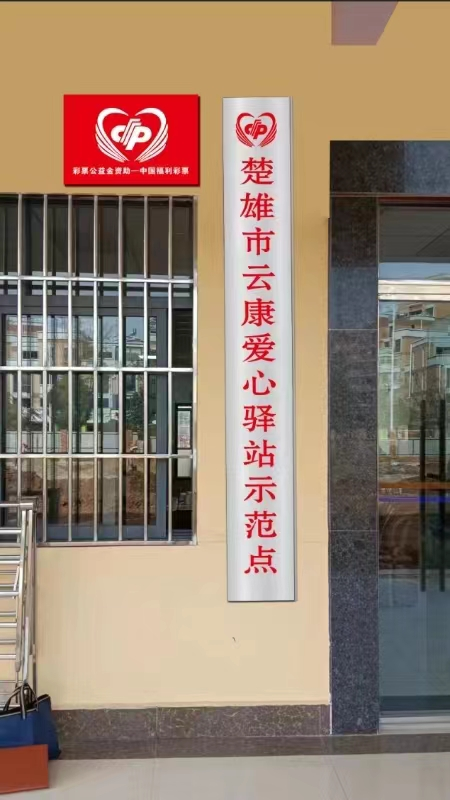 彩票公益金资助—中国福利彩票
楚雄市云康爱心驿站示范点